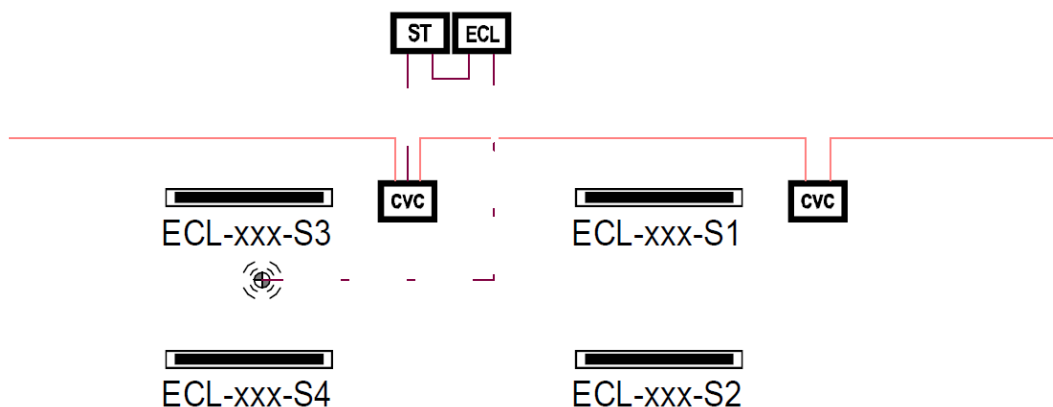 ST ECL
CVC CVC
ECL-xxx-S3 ECL-xxx-S1
ECL-xxx-S4 ECL-xxx-S2